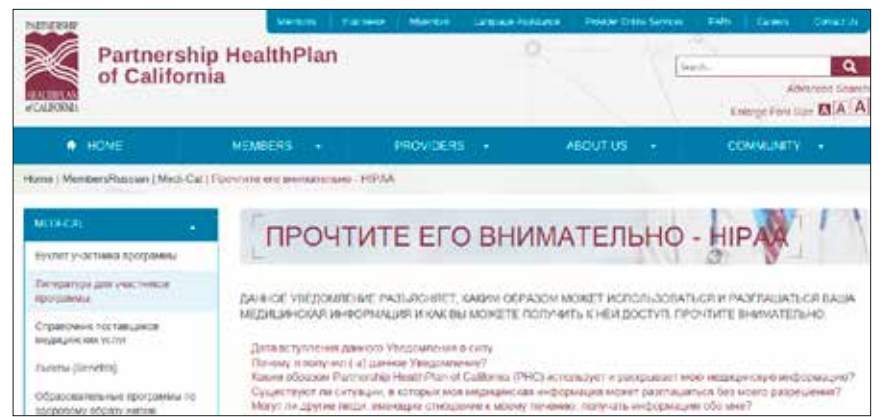 PARTNERSHIP
HEALTHPLAN
of CALIFORNIA
Partnership HealthPlan
of California
Careers
Contact Us
Language Assistance
Provider Online Services
Search...
Advanced Search
Enlarge Font Size A A A
HOME
MEMBERS
PROVIDERS
ABOUT US
COMMUNITY
Home | MembersRussian | Medi-Cal | Прочтите его внимательно - HIPAA
MEDI-CAL
Буклет участника программы
Литература для участников
программы
Справочник поставщиков
медицинских услуг
Льготы (Benefits)
Образовательные программы по
здоровому образу жизни
ПРОЧТИТЕ ЕГО ВНИМАТЕЛЬНО - HIPAA
ДАННОЕ УВЕДОМЛЕНИЕ РАЗЪЯСНЯЕТ, КАКИМ ОБРАЗОМ МОЖЕТ ИСПОЛЬЗОВАТЬСЯ И РАЗГЛАШАТЬСЯ ВАША
МЕДИЦИНСКАЯ ИНФОРМАЦИЯ И КАК ВЫ МОЖЕТЕ ПОЛУЧИТЬ К НЕЙ ДОСТУП. ПРОЧТИТЕ ВНИМАТЕЛЬНО.
Дата вступления данного Уведомления в силу
Почему я получил (-а) данное Уведомление?
Каким образом Partnership HealthPlan of California (PHC) использует и раскрывает мою медицинскую информацию?
Существуют ли ситуации, в которых моя медицинская информация может разглашаться без моего разрешения?
Могут ли другие люди, имеющие отношение к моему лечению, получать информацию обо мне?